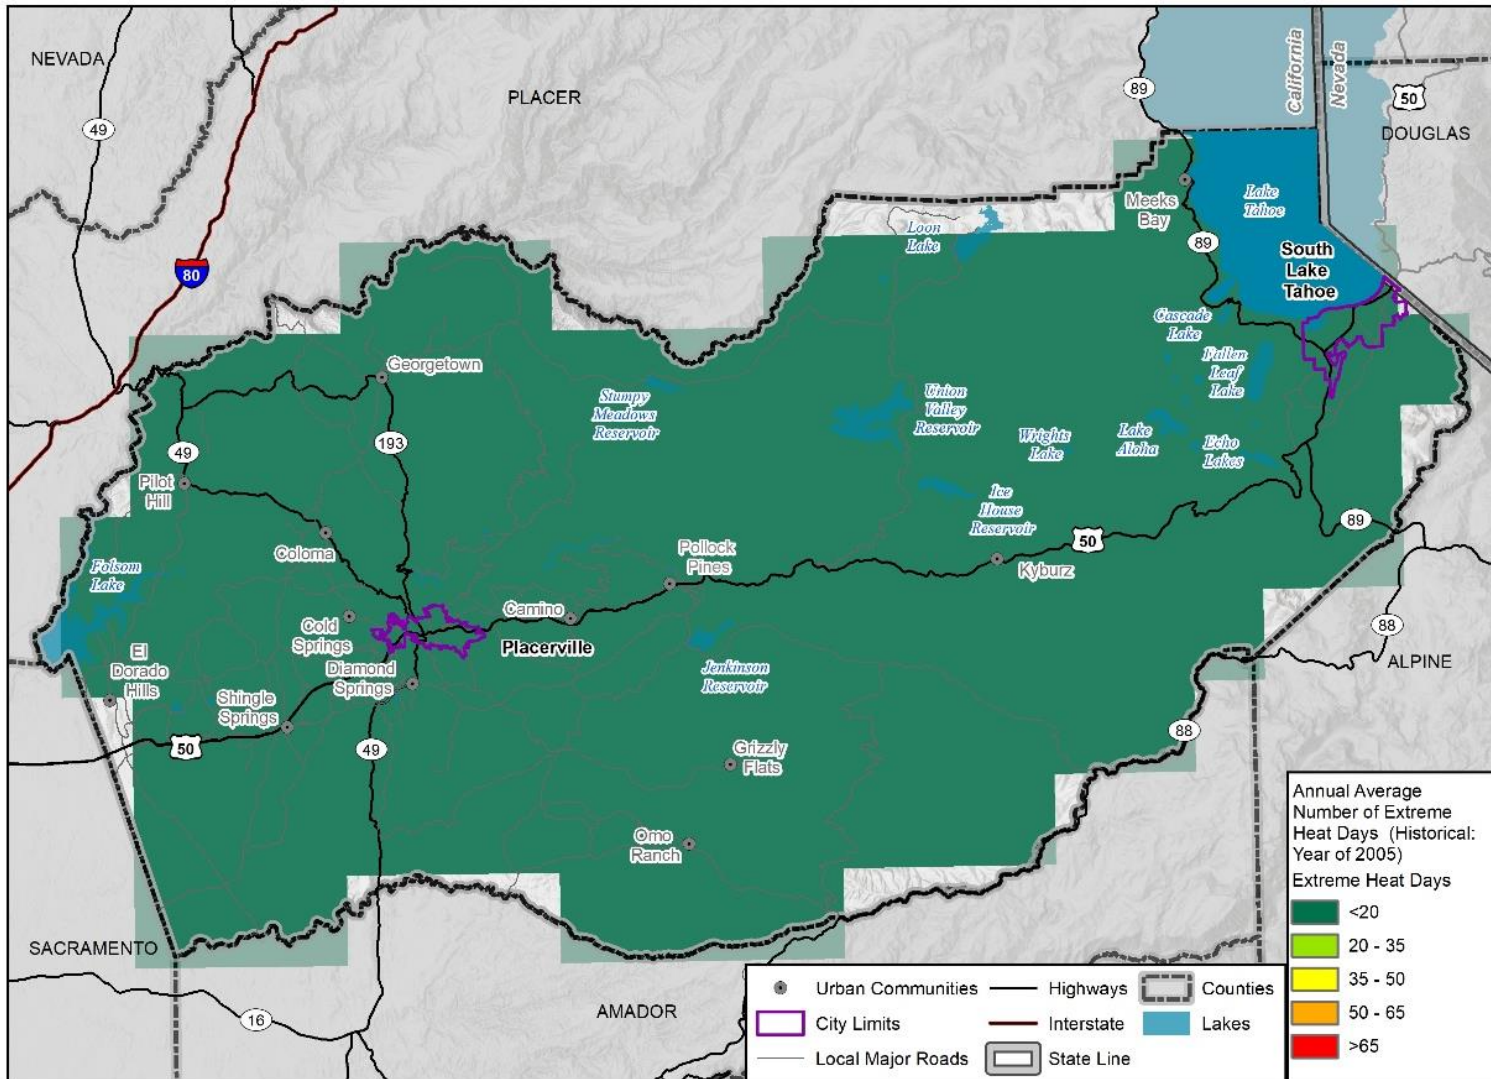 NEVADA
PLACER
California
Nevada
89
50
49
DOUGLAS
80
Meeks
Bay
Lake
Tahoe
Loon
Lake
89
South
Lake
Tahoe
Cascade
Lake
Fallen
Leaf
Lake
Georgetown
Stumpy
Meadows
Reservoir
Union
Valley
Reservoir
Wrights
Lake
Lake
Aloha
Echo
Lakes
49
193
Pilot
Hill
Ice
House
Reservoir
89
50
Coloma
Pollock
Pines
Kyburz
Folsom
Lake
Camino
Cold
Springs
Placerville
88
El
Dorado
Hills
Diamond
Springs
Jenkinson
Reservoir
ALPINE
Shingle
Springs
50
49
88
Grizzly
Flats
Omo
Ranch
SACRAMENTO
AMADOR
16
Annual Average
Number of Extreme
Heat Days (Historical:
Year of 2005)
Extreme Heat Days
<20
20 - 35
35 - 50
50 - 65
>65
Urban Communities
Highways
Counties
City Limits
Interstate
Lakes
Local Major Roads
State Line